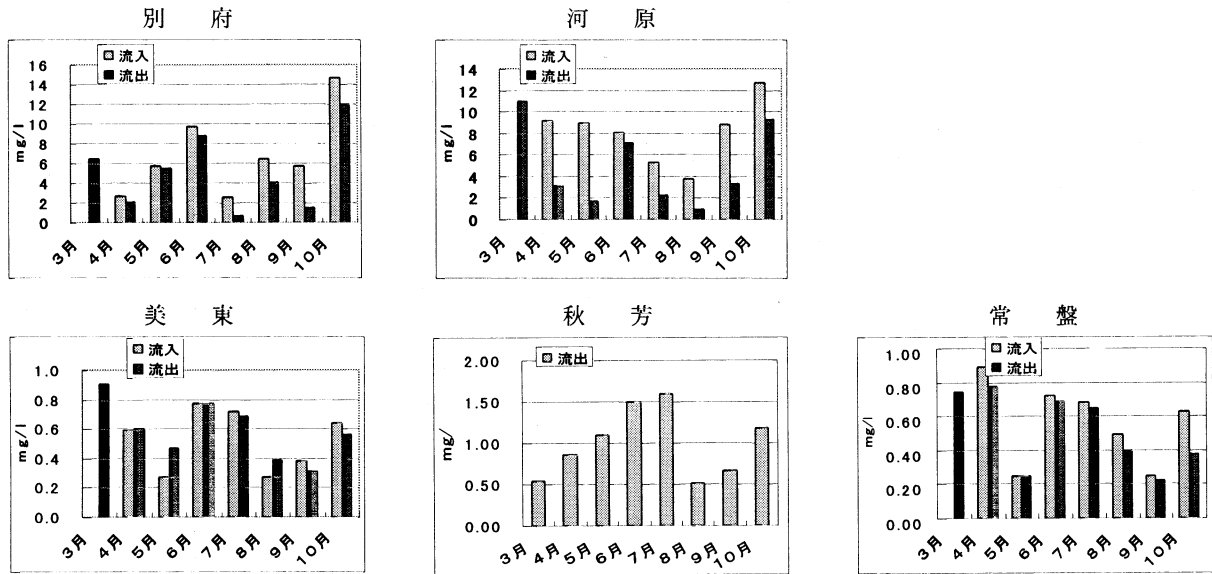 別 府
流入
流出
mg/l
16
14
12
10
8
6
4
2
0
3月 4月 5月 6月 7月 8月 9月 10月
河 原
流入
流出
mg/l
14
12
10
8
6
4
2
0
3月 4月 5月 6月 7月 8月 9月 10月
美 東
流入
流出
mg/l
1.0
0.8
0.6
0.4
0.2
0.0
3月 4月 5月 6月 7月 8月 9月 10月
秋 芳
流出
mg/
2.00
1.50
1.00
0.50
0.00
3月 4月 5月 6月 7月 8月 9月 10月
常 盤
流入
流出
mg/l
1.00
0.80
0.60
0.40
0.20
0.00
3月 4月 5月 6月 7月 8月 9月 10月